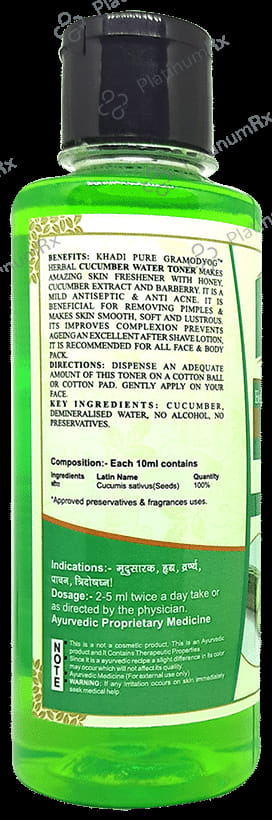 BENEFITS: KHADI PURE GRAMODYOG™
HERBAL CUCUMBER WATER TONER MAKES
AMAZING SKIN FRESHENER WITH HONEY,
CUCUMBER EXTRACT AND BARBERRY. IT IS A
MILD ANTISEPTIC & ANTI ACNE. IT IS
BENEFICIAL FOR REMOVING PIMPLES &
MAKES SKIN SMOOTH, SOFT AND LUSTROUS.
ITS IMPROVES COMPLEXION PREVENTS
AGEING AN EXCELLENT AFTER SHAVE LOTION,
IT IS RECOMMENDED FOR ALL FACE & BODY
PACK.
DIRECTIONS: DISPENSE AN ADEQUATE
AMOUNT OF THIS TONER ON A COTTON BALL
OR COTTON PAD. GENTLY APPLY ON YOUR
FACE.
KEY INGREDIENTS: CUCUMBER,
DEMINERALISED WATER, NO ALCOHOL, NO
PRESERVATIVES.
Composition:- Each 10ml contains
Ingredients Latin Name Quantity
Cucumis sativus(Seeds) 100%
*Approved preservatives & fragrances uses.
Indications:- मृदुसारक, हृद्य,
पाचन, त्रिदोषघ्न!
Dosage:- 2-5 ml twice a day take or
as directed by the physician.
Ayurvedic Proprietary Medicine
NOTE
This is a not a cosmetic product. This is an Ayurvedic
product and It Contains Therapeutic Properties
Since it is a ayurvedic recipe a slight difference in its color
may occur which will not affect its quality.
Ayurvedic Medicine (For external use only)
WARNING: If any Irritation occurs on skin immediately
seek medical help.
PlatinumRx